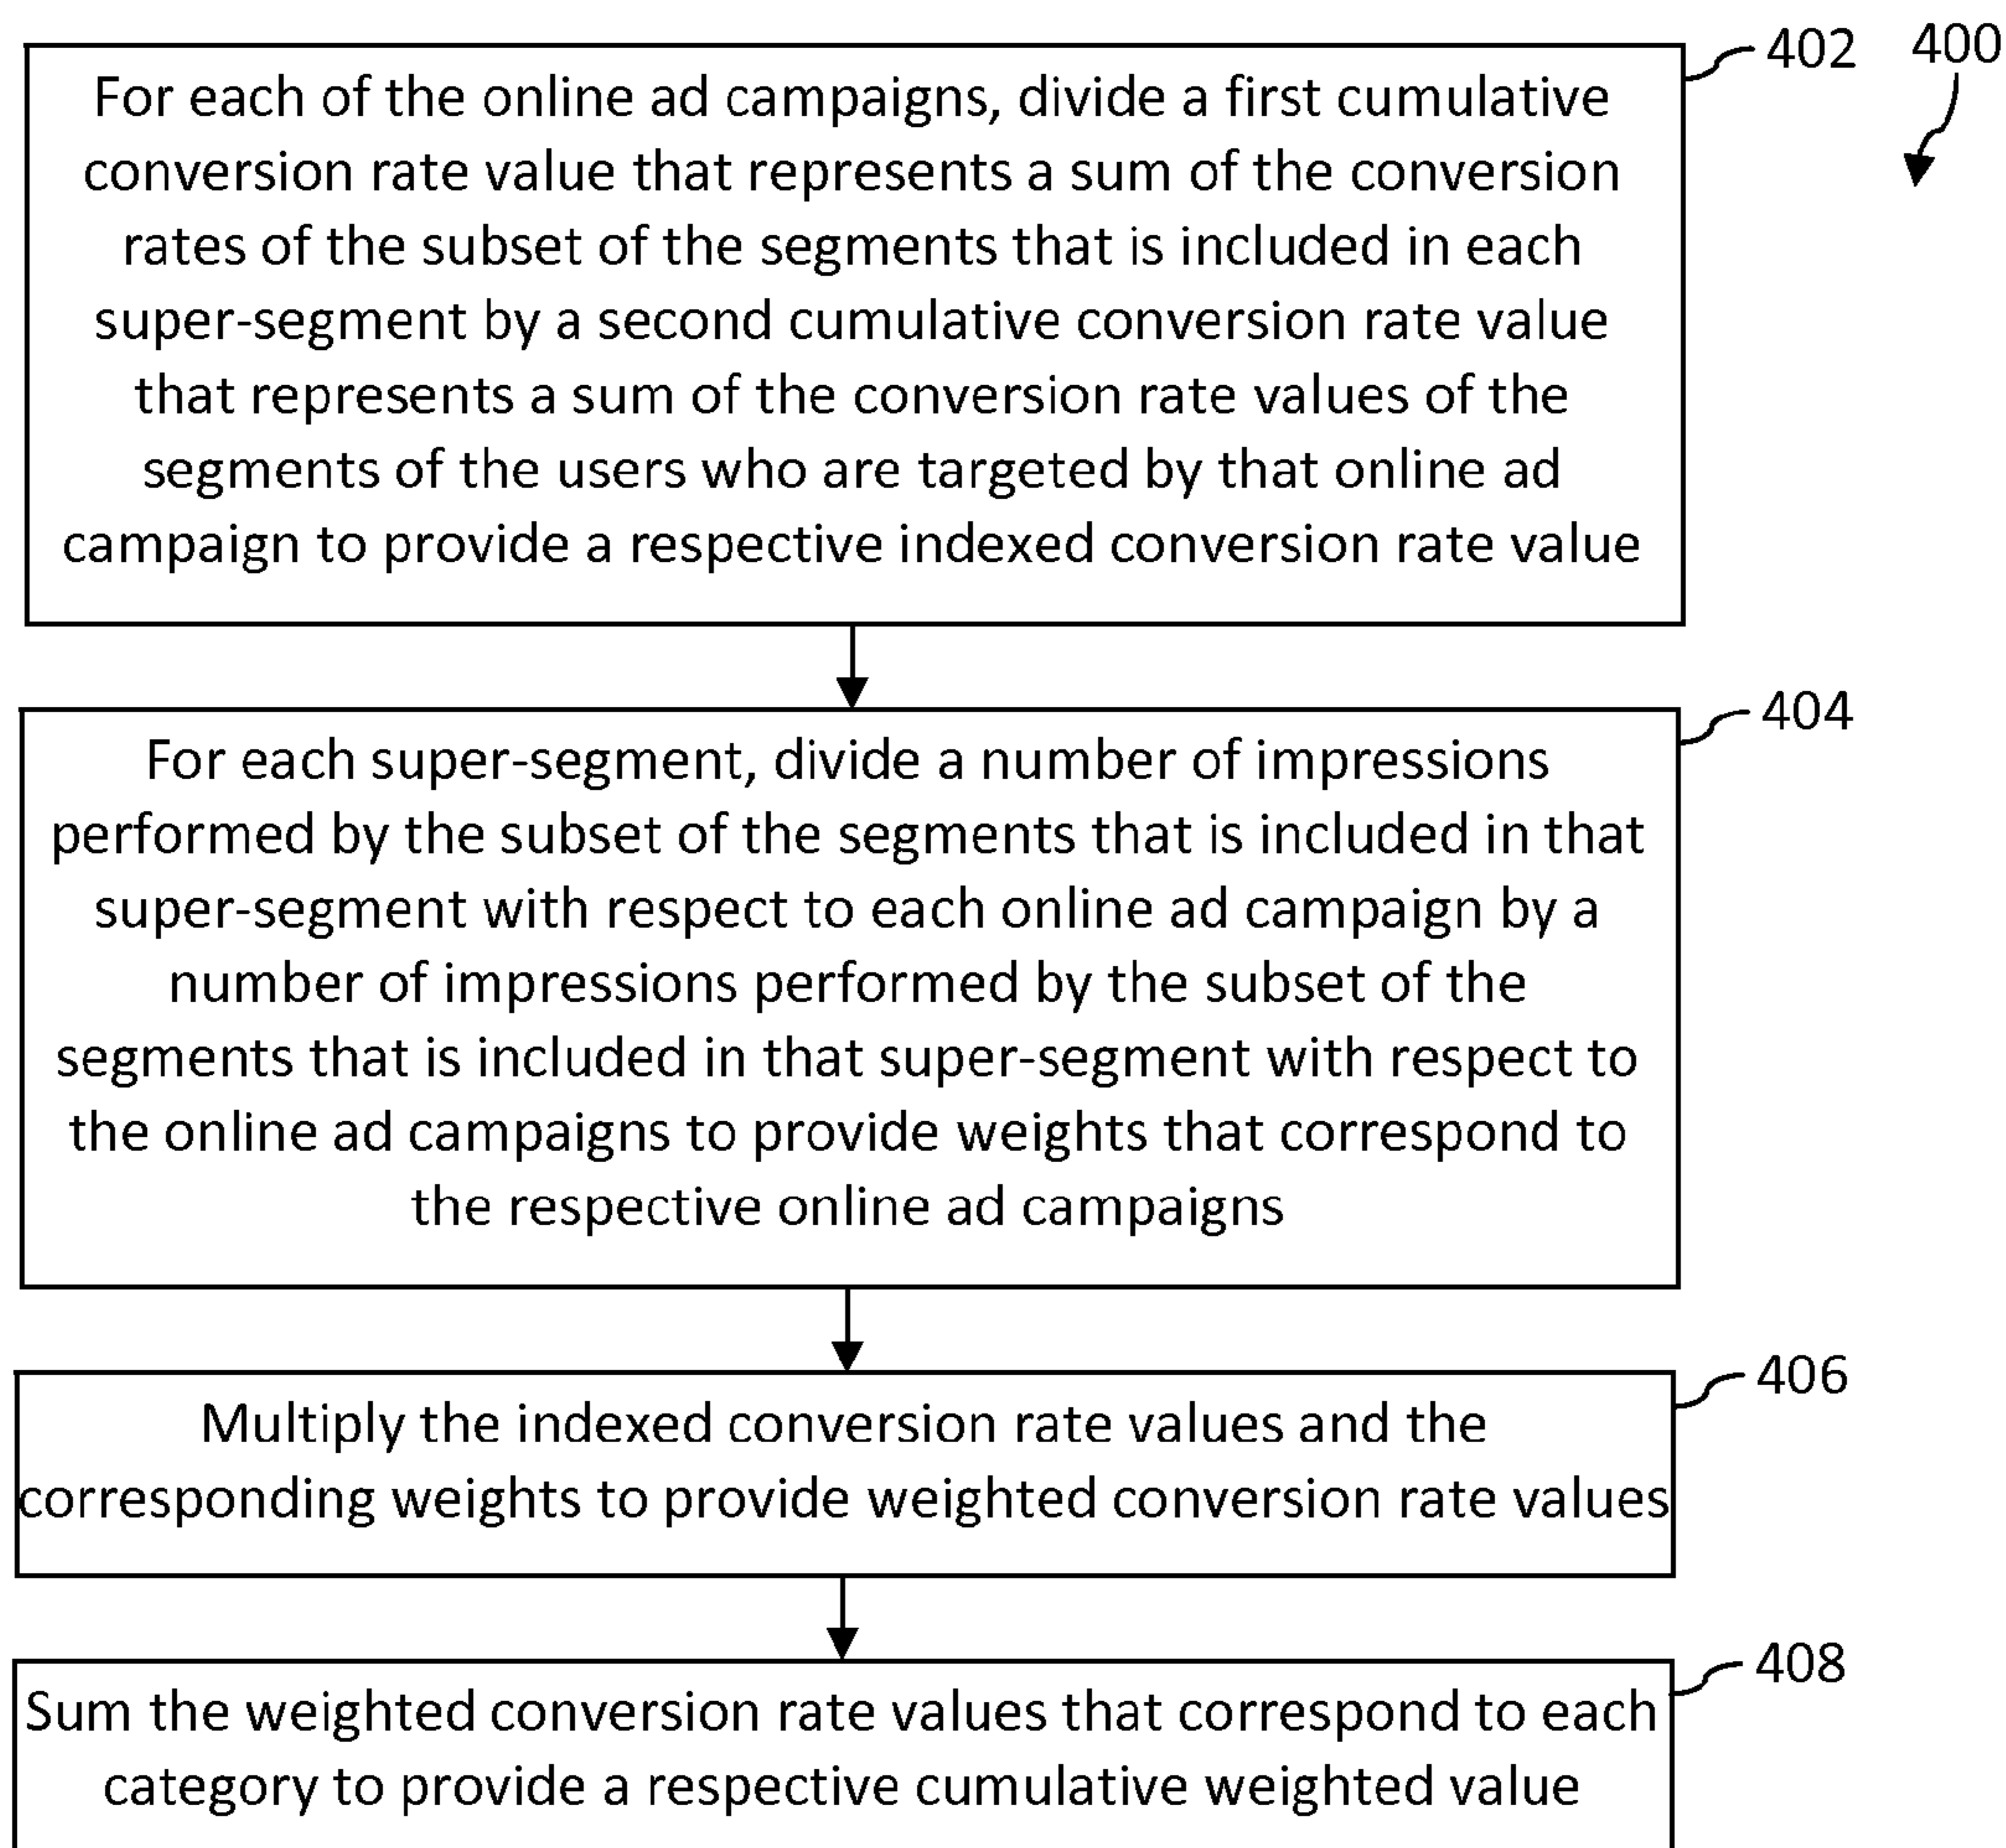 402
400
For each of the online ad campaigns, divide a first cumulative
conversion rate value that represents a sum of the conversion
rates of the subset of the segments that is included in each
super-segment by a second cumulative conversion rate value
that represents a sum of the conversion rate values of the
segments of the users who are targeted by that online ad
campaign to provide a respective indexed conversion rate value
404
For each super-segment, divide a number of impressions
performed by the subset of the segments that is included in that
super-segment with respect to each online ad campaign by a
number of impressions performed by the subset of the
segments that is included in that super-segment with respect to
the online ad campaigns to provide weights that correspond to
the respective online ad campaigns
406
Multiply the indexed conversion rate values and the
corresponding weights to provide weighted conversion rate values
408
Sum the weighted conversion rate values that correspond to each
category to provide a respective cumulative weighted value